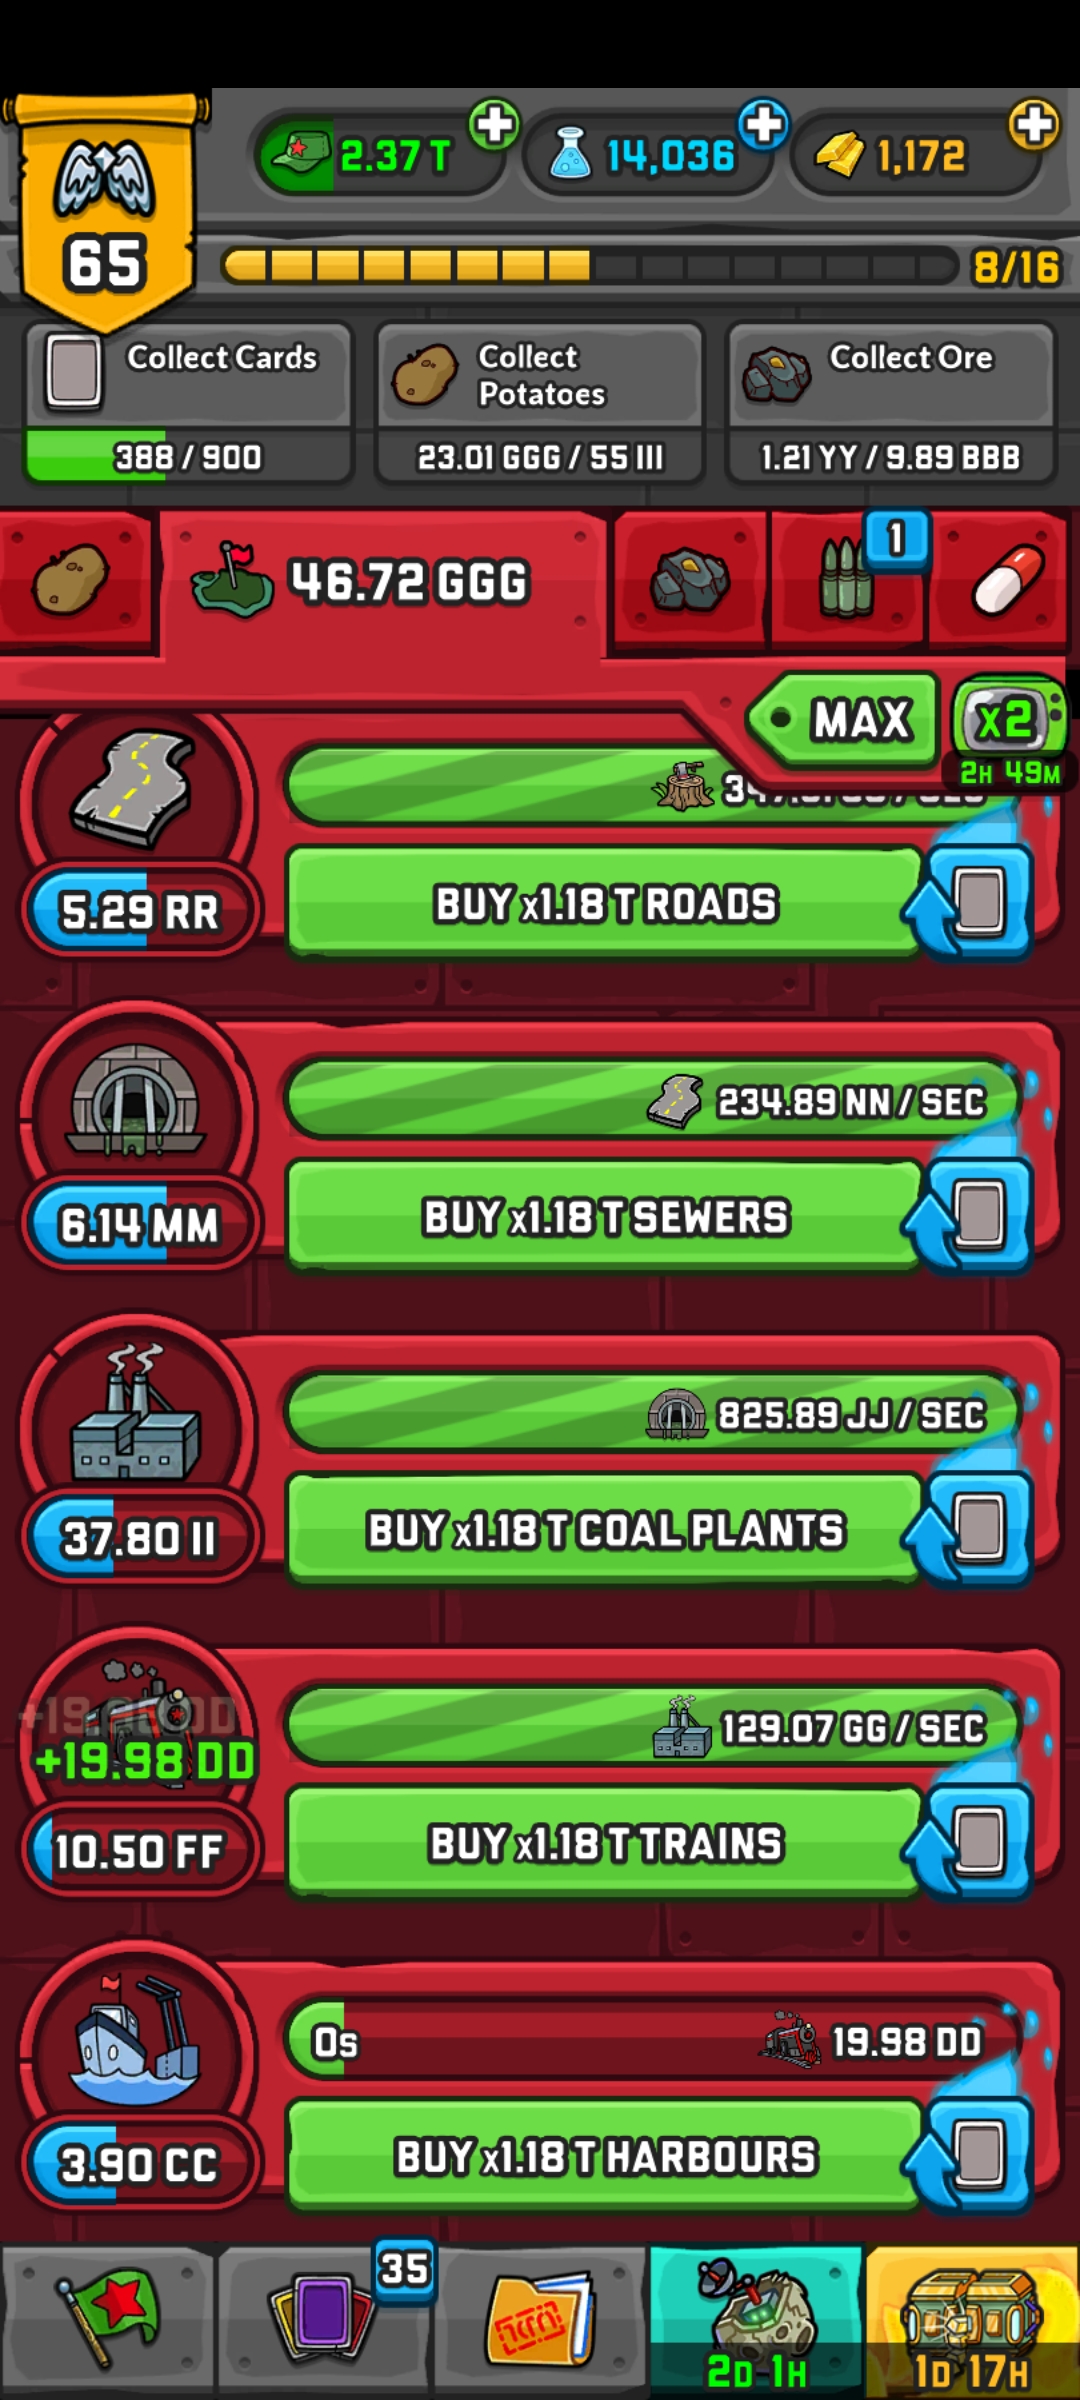 2.37 T
14,036
1,172
65
8/16
Collect Cards
388 / 900
Collect
Potatoes
23.01 GGG / 55 III
Collect Ore
1.21 YY / 9.89 BBB
46.72 GGG
1
MAX
x2
2H 49M
5.29 RR
BUY x1.18 T ROADS
234.89 NN / SEC
6.14 MM
BUY x1.18 T SEWERS
825.89 JJ / SEC
37.80 II
BUY x1.18 T COAL PLANTS
+19.98 DD
129.07 GG / SEC
10.50 FF
BUY x1.18 T TRAINS
0s
19.98 DD
3.90 CC
BUY x1.18 T HARBOURS
35
2D 1H
1D 17H